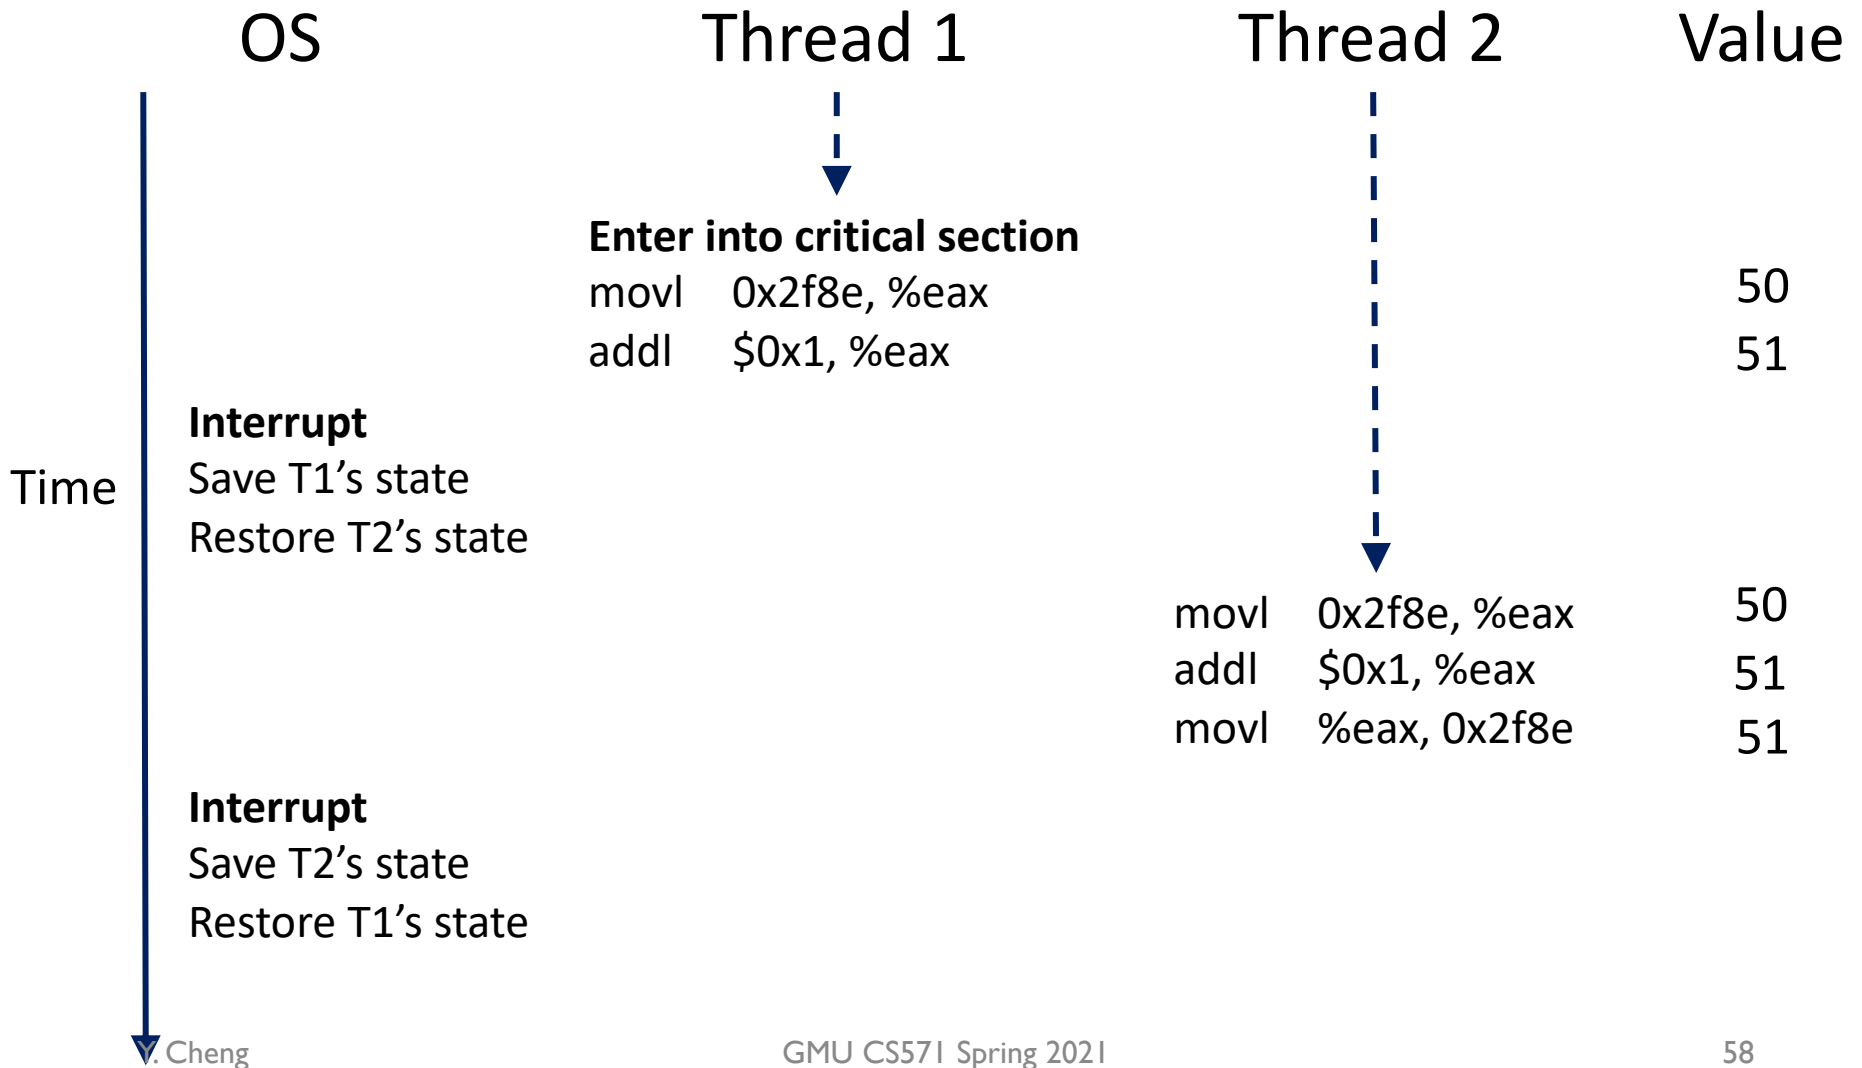 OS Thread 1 Thread 2 Value
Enter into critical section
movl 0x2f8e, %eax 50
addl $0x1, %eax 51
Interrupt
Time Save T1’s state
Restore T2’s state
movl 0x2f8e, %eax 50
addl $0x1, %eax 51
movl %eax, 0x2f8e 51
Interrupt
Save T2’s state
Restore T1’s state
Y. Cheng GMU CS571 Spring 2021 58